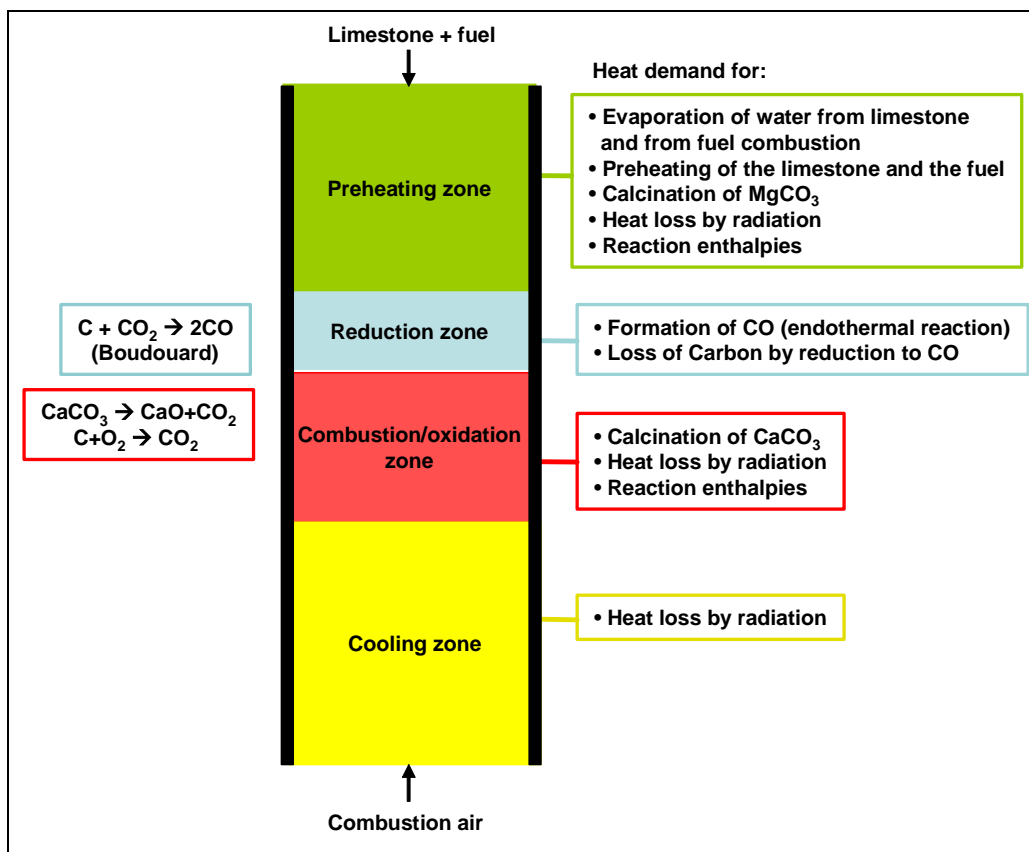 Limestone + fuel
Heat demand for:
• Evaporation of water from limestone
and from fuel combustion
• Preheating of the limestone and the fuel
• Calcination of MgCO₃
• Heat loss by radiation
• Reaction enthalpies
Preheating zone
C + CO₂ → 2CO
(Boudouard)
Reduction zone
• Formation of CO (endothermal reaction)
• Loss of Carbon by reduction to CO
CaCO₃ → CaO+CO₂
C+O₂ → CO₂
Combustion/oxidation
zone
• Calcination of CaCO₃
• Heat loss by radiation
• Reaction enthalpies
Cooling zone
• Heat loss by radiation
Combustion air